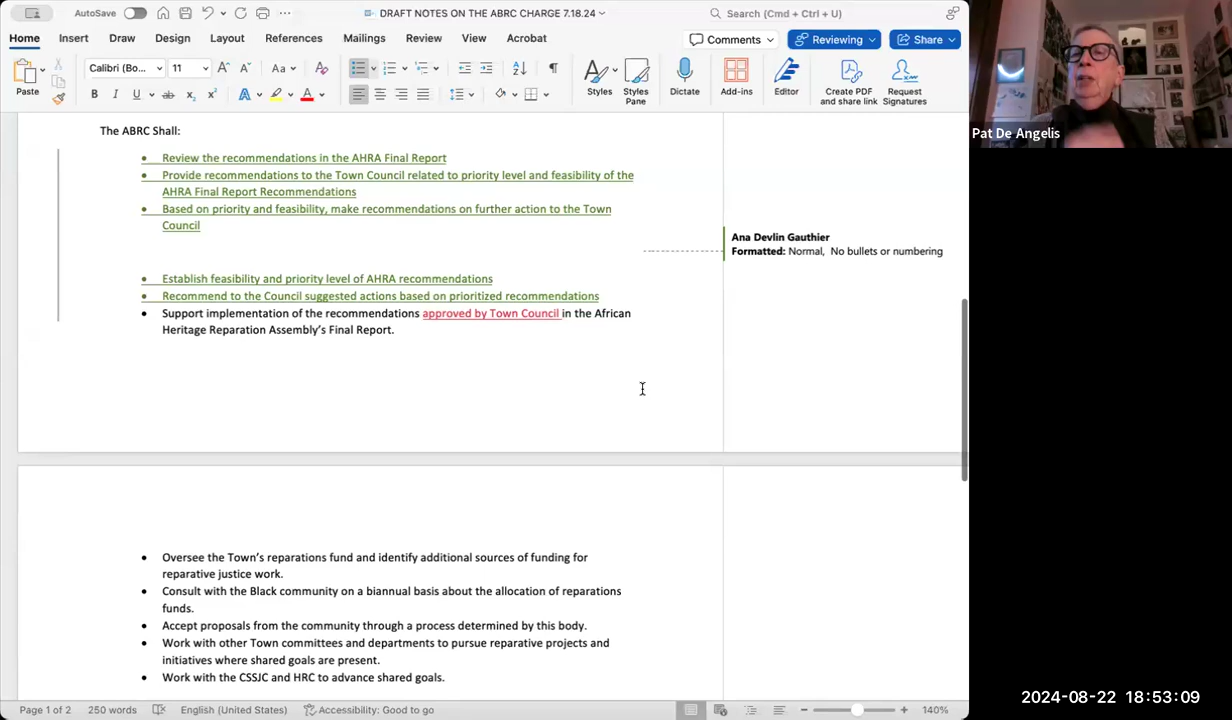 AutoSave
DRAFT NOTES ON THE ABRC CHARGE 7.18.24
Search (Cmd + Ctrl + U)
Home Insert Draw Design Layout References Mailings Review View Acrobat
Comments Reviewing Share
Paste
Calibri (Bo... 11
Styles
Styles Pane
Dictate
Add-ins
Editor
Create PDF and share link
Request Signatures
Pat De Angelis
The ABRC Shall:
• Review the recommendations in the AHRA Final Report
• Provide recommendations to the Town Council related to priority level and feasibility of the
AHRA Final Report Recommendations
• Based on priority and feasibility, make recommendations on further action to the Town
Council
Ana Devlin Gauthier
Formatted: Normal, No bullets or numbering
• Establish feasibility and priority level of AHRA recommendations
• Recommend to the Council suggested actions based on prioritized recommendations
• Support implementation of the recommendations approved by Town Council in the African
Heritage Reparation Assembly's Final Report.
• Oversee the Town's reparations fund and identify additional sources of funding for
reparative justice work.
• Consult with the Black community on a biannual basis about the allocation of reparations
funds.
• Accept proposals from the community through a process determined by this body.
• Work with other Town committees and departments to pursue reparative projects and
initiatives where shared goals are present.
• Work with the CSSJC and HRC to advance shared goals.
Page 1 of 2 250 words English (United States) Accessibility: Good to go 140%
2024-08-22 18:53:09